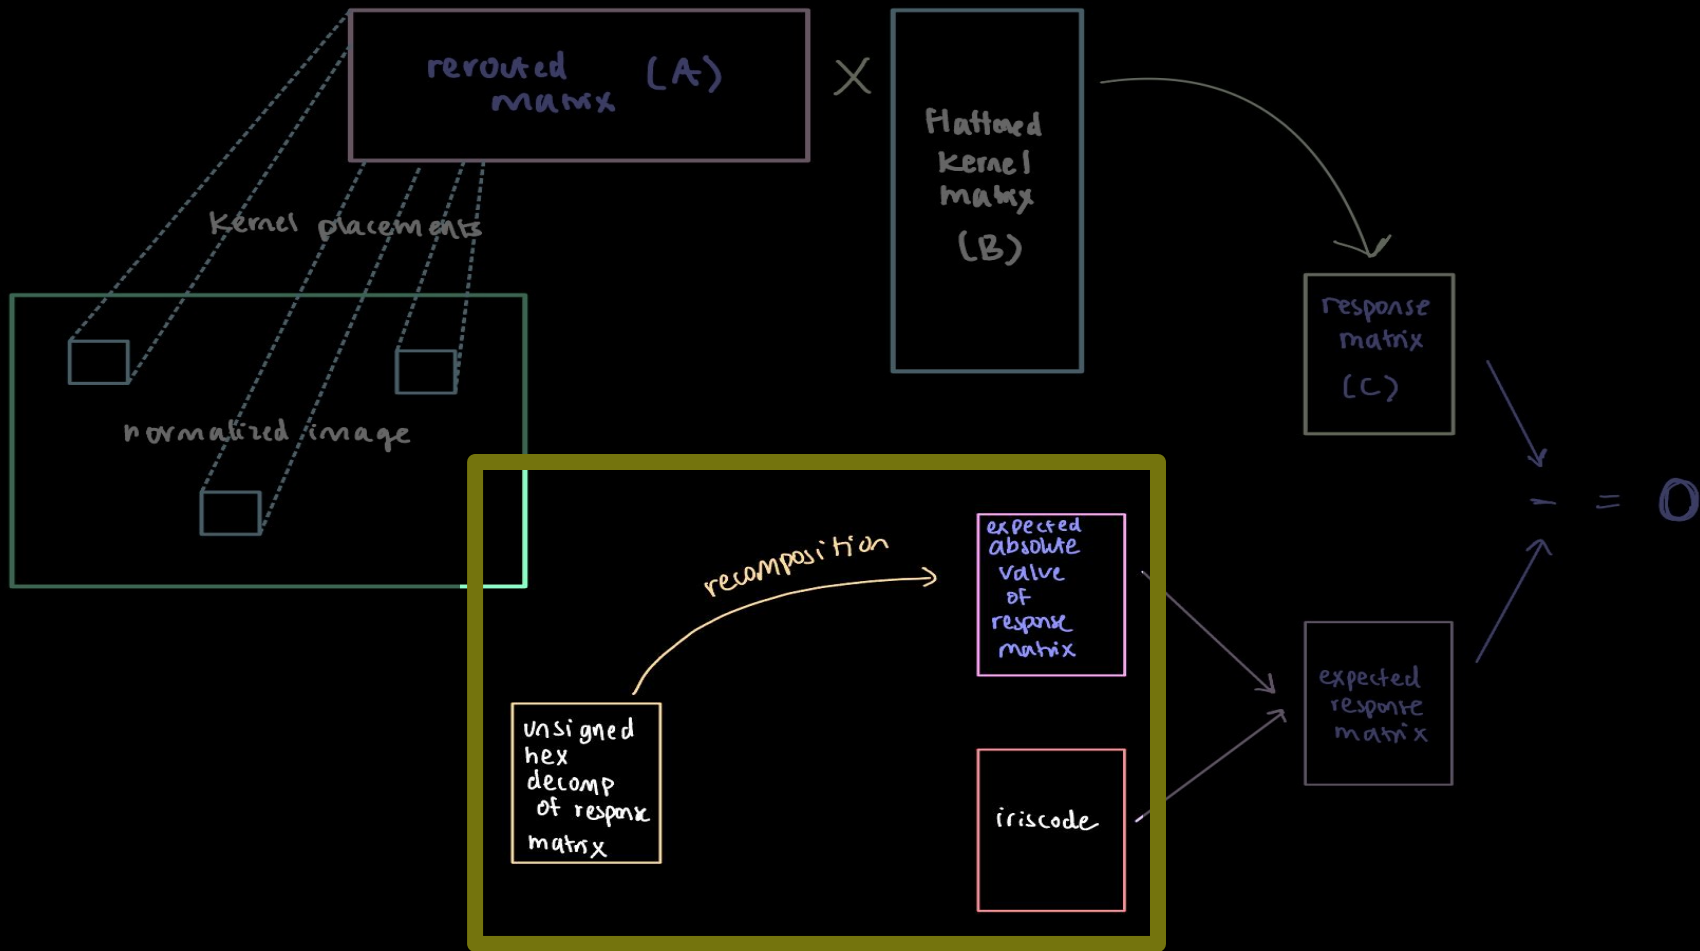 rerouted (A)
matrix
X
Flattened
Kernel
matrix
(B)
Kernel placements
normalized image
response
matrix
(C)
- = 0
recomposition
expected
absolute
value
of
response
matrix
unsigned
hex
decomp
of response
matrix
iriscode
expected
response
matrix